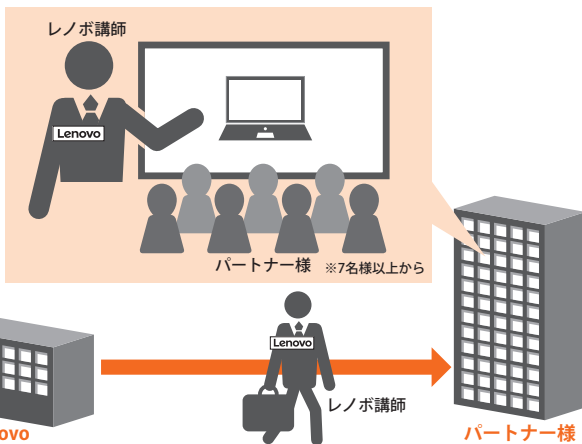 レノボ講師
Lenovo
パートナー様 ※7名様以上から
Lenovo
レノボ講師
ovo
パートナー様